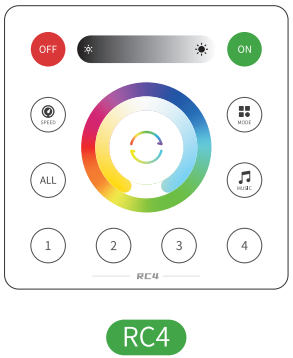 OFF
ON
SPEED
MODE
ALL
MUSIC
1 2 3 4
RC4
RC4